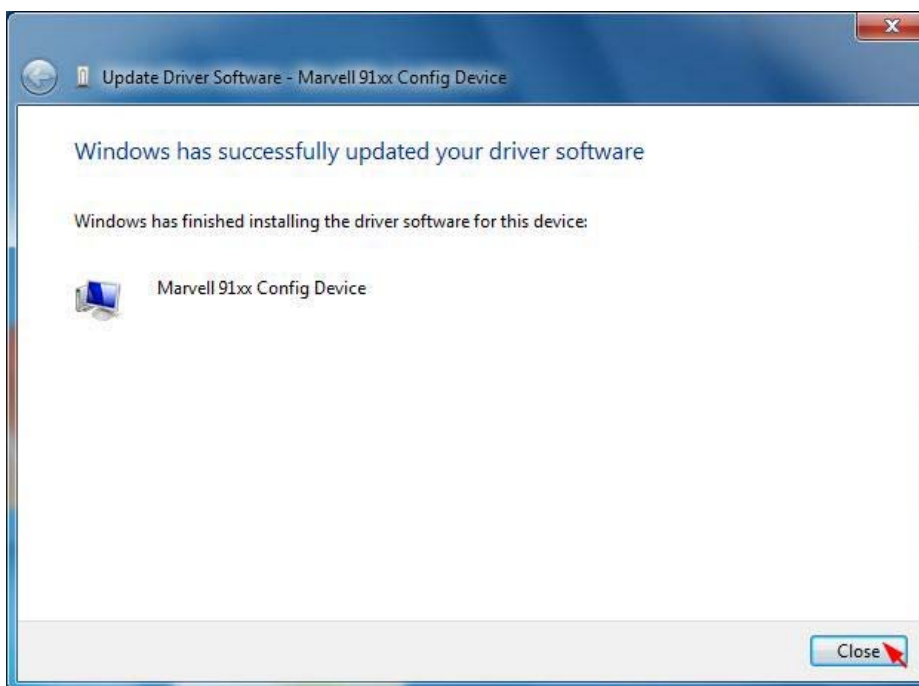 Update Driver Software - Marvell 91xx Config Device
Windows has successfully updated your driver software
Windows has finished installing the driver software for this device:
Marvell 91xx Config Device
Close